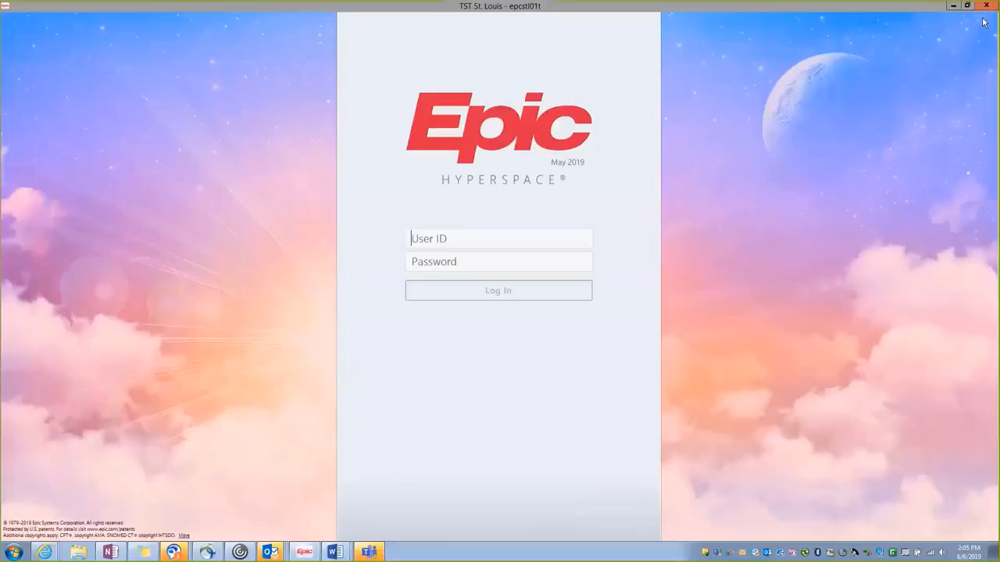 TST St. Louis - epcstl01t
Epic
May 2019
HYPERSPACE®
User ID
Password
Log In
© 1979-2019 Epic Systems Corporation. All rights reserved
Protected by U.S. patents. For details visit www.epic.com/patents
Additional copyrights apply. CPT®, copyright AMA. SNOMED CT® copyright IHTSDO. More
Epic
2:05 PM
6/6/2019